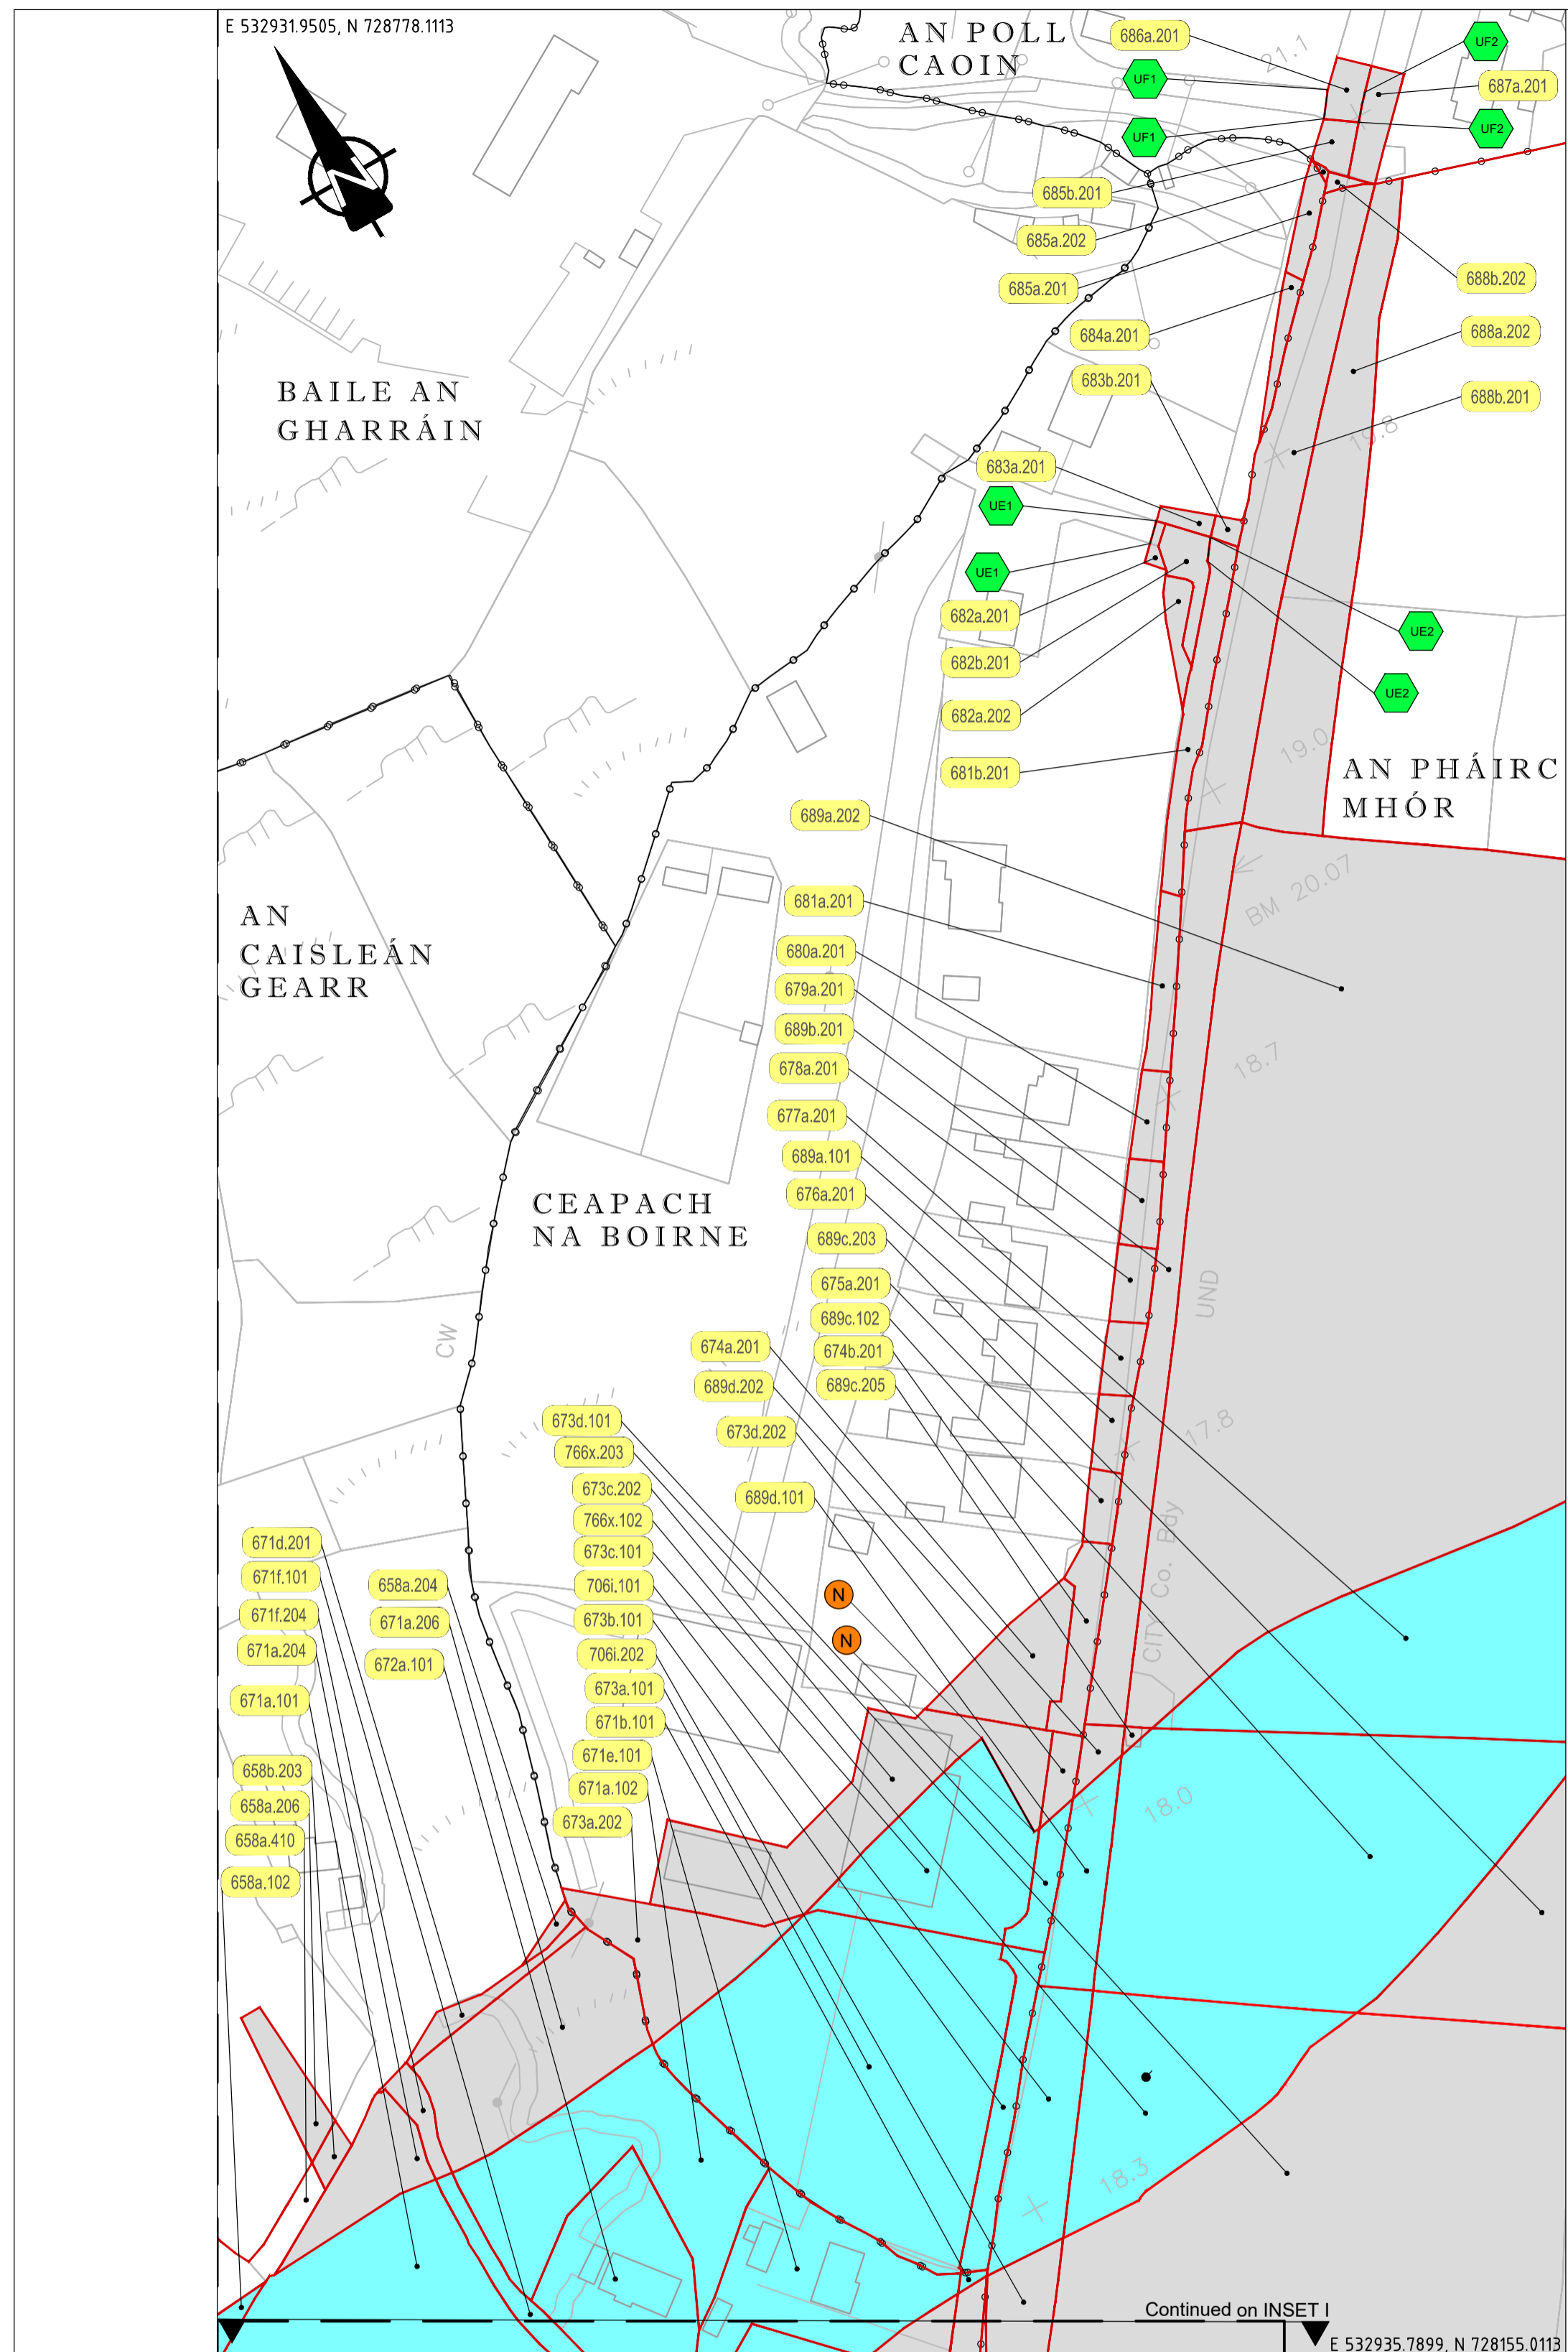 E 532931.9505, N 728778.1113
AN POLL
CAOIN
686a.201
UF1
UF1
21.1
UF2
687a.201
UF2
685b.201
685a.202
685a.201
684a.201
683b.201
688b.202
688a.202
688b.201
19.8
BAILE AN
GHARRÁIN
683a.201
UE1
UE1
682a.201
682b.201
682a.202
681b.201
UE2
UE2
19.0
AN PHÁIRC
MHÓR
689a.202
BM 20.07
AN
CAISLEÁN
GEARR
681a.201
680a.201
679a.201
689b.201
678a.201
677a.201
689a.101
676a.201
689c.203
675a.201
689c.102
674b.201
689c.205
18.7
UND
CEAPACH
NA BOIRNE
CW
674a.201
689d.202
673d.202
689d.101
17.8
CITY Co. Bdy
673d.101
766x.203
673c.202
766x.102
673c.101
706i.101
673b.101
706i.202
673a.101
671b.101
671e.101
671a.102
673a.202
N
N
671d.201
671f.101
671f.204
671a.204
671a.101
658a.204
671a.206
672a.101
658b.203
658a.206
658a.410
658a.102
18.0
18.3
Continued on INSET I
E 532935.7899, N 728155.0113